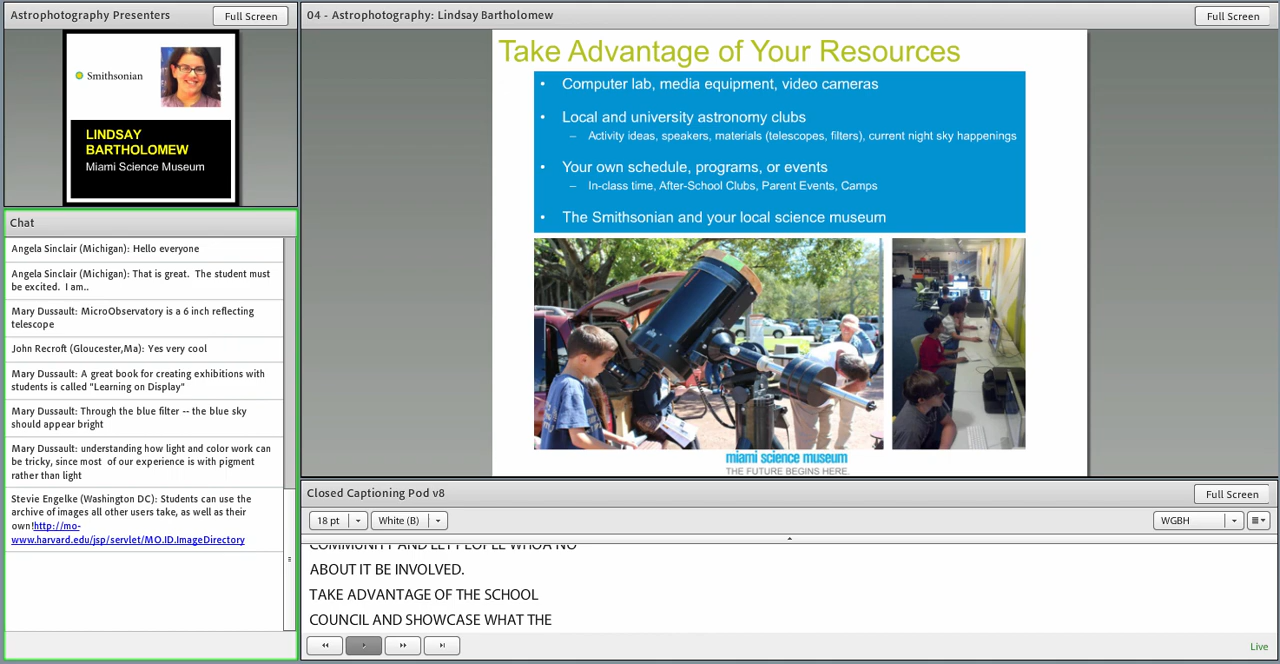 Astrophotography Presenters
Full Screen
Smithsonian
LINDSAY
BARTHOLOMEW
Miami Science Museum
Chat
Angela Sinclair (Michigan): Hello everyone
Angela Sinclair (Michigan): That is great.  The student must
be excited.  I am..
Mary Dussault: MicroObservatory is a 6 inch reflecting
telescope
John Recroft (Gloucester,Ma): Yes very cool
Mary Dussault: A great book for creating exhibitions with
students is called "Learning on Display"
Mary Dussault: Through the blue filter -- the blue sky
should appear bright
Mary Dussault: understanding how light and color work can
be tricky, since most  of our experience is with pigment
rather than light
Stevie Engelke (Washington DC): Students can use the
archive of images all other users take, as well as their
own!http://mo-
www.harvard.edu/jsp/servlet/MO.ID.ImageDirectory
04 - Astrophotography: Lindsay Bartholomew
Full Screen
Take Advantage of Your Resources
• Computer lab, media equipment, video cameras
• Local and university astronomy clubs
– Activity ideas, speakers, materials (telescopes, filters), current night sky happenings
• Your own schedule, programs, or events
– In-class time, After-School Clubs, Parent Events, Camps
• The Smithsonian and your local science museum
miami science museum
THE FUTURE BEGINS HERE.
Closed Captioning Pod v8
Full Screen
18 pt
White (B)
WGBH
COMMUNITY AND LET PEOPLE WHOA NO
ABOUT IT BE INVOLVED.
TAKE ADVANTAGE OF THE SCHOOL
COUNCIL AND SHOWCASE WHAT THE
Live